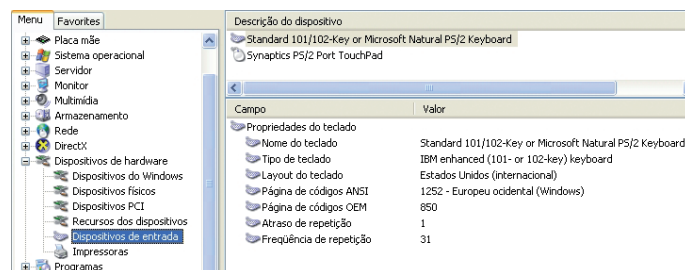 Menu Favorites
Placa mãe
Sistema operacional
Servidor
Monitor
Multimídia
Armazenamento
Rede
DirectX
Dispositivos de hardware
Dispositivos do Windows
Dispositivos físicos
Dispositivos PCI
Recursos dos dispositivos
Dispositivos de entrada
Impressoras
Programas
Descrição do dispositivo
Standard 101/102-Key or Microsoft Natural PS/2 Keyboard
Synaptics PS/2 Port TouchPad
Campo Valor
Propriedades do teclado
Nome do teclado Standard 101/102-Key or Microsoft Natural PS/2 Keyboard
Tipo de teclado IBM enhanced (101- or 102-key) keyboard
Layout do teclado Estados Unidos (internacional)
Página de códigos ANSI 1252 - Europeu ocidental (Windows)
Página de códigos OEM 850
Atraso de repetição 1
Freqüência de repetição 31